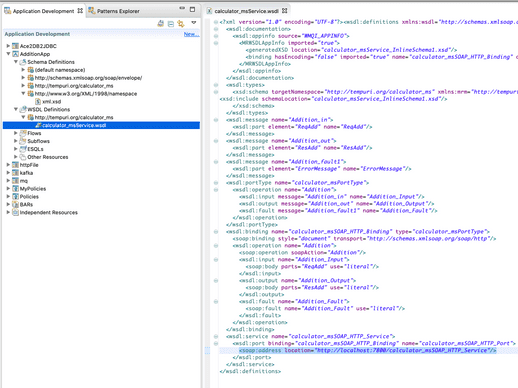 Application Development
Patterns Explorer
Application Development
New...
Ace2DB2JDBC
AdditionApp
Schema Definitions
(default namespace)
http://schemas.xmlsoap.org/soap/envelope/
http://tempuri.org/calculator_ms
http://www.w3.org/XML/1998/namespace
xml.xsd
WSDL Definitions
http://tempuri.org/calculator_ms
calculator_msService.wsdl
Flows
Subflows
ESQLs
Other Resources
httpFile
kafka
mq
MyPolicies
Policies
BARs
Independent Resources
calculator_msService.wsdl
<?xml version="1.0" encoding="UTF-8"?><wsdl:definitions xmlns:wsdl="http://schemas.xmlsoap.
<wsdl:documentation>
<wsdl:appinfo source="WMQI_APPINFO">
<MRWSDLAppInfo imported="true">
<generatedXSD location="calculator_msService_InlineSchema1.xsd"/>
<binding hasEncoding="false" imported="true" name="calculator_msSOAP_HTTP_Binding"
</MRWSDLAppInfo>
</wsdl:appinfo>
</wsdl:documentation>
<wsdl:types>
<xsd:schema targetNamespace="http://tempuri.org/calculator_ms"
<xsd:include schemaLocation="calculator_msService_InlineSchema1.xsd"/>
</xsd:schema>
</wsdl:types>
<wsdl:message name="Addition_in">
<wsdl:part element="ReqAdd" name="ReqAdd"/>
</wsdl:message>
<wsdl:message name="Addition_out">
<wsdl:part element="ResAdd" name="ResAdd"/>
</wsdl:message>
<wsdl:message name="Addition_fault1">
<wsdl:part element="ErrorMessage" name="ErrorMessage"/>
</wsdl:message>
<wsdl:portType name="calculator_msPortType">
<wsdl:operation name="Addition">
<wsdl:input message="Addition_in" name="Addition_Input"/>
<wsdl:output message="Addition_out" name="Addition_Output"/>
<wsdl:fault message="Addition_fault1" name="Addition_Fault"/>
</wsdl:operation>
</wsdl:portType>
<wsdl:binding name="calculator_msSOAP_HTTP_Binding" type="calculator_msPortType">
<soap:binding style="document" transport="http://schemas.xmlsoap.org/soap/http"/>
<wsdl:operation name="Addition">
<soap:operation soapAction="Addition"/>
<wsdl:input name="Addition_Input">
<soap:body parts="ReqAdd" use="literal"/>
</wsdl:input>
<wsdl:output name="Addition_Output">
<soap:body parts="ResAdd" use="literal"/>
</wsdl:output>
<wsdl:fault name="Addition_Fault">
<soap:fault name="Addition_Fault" use="literal"/>
</wsdl:fault>
</wsdl:operation>
</wsdl:binding>
<wsdl:service name="calculator_msSOAP_HTTP_Service">
<wsdl:port binding="calculator_msSOAP_HTTP_Binding" name="calculator_msSOAP_HTTP_Port">
<soap:address location="http://localhost:7800/calculator_msSOAP_HTTP_Service"/>
</wsdl:port>
</wsdl:service>
</wsdl:definitions>